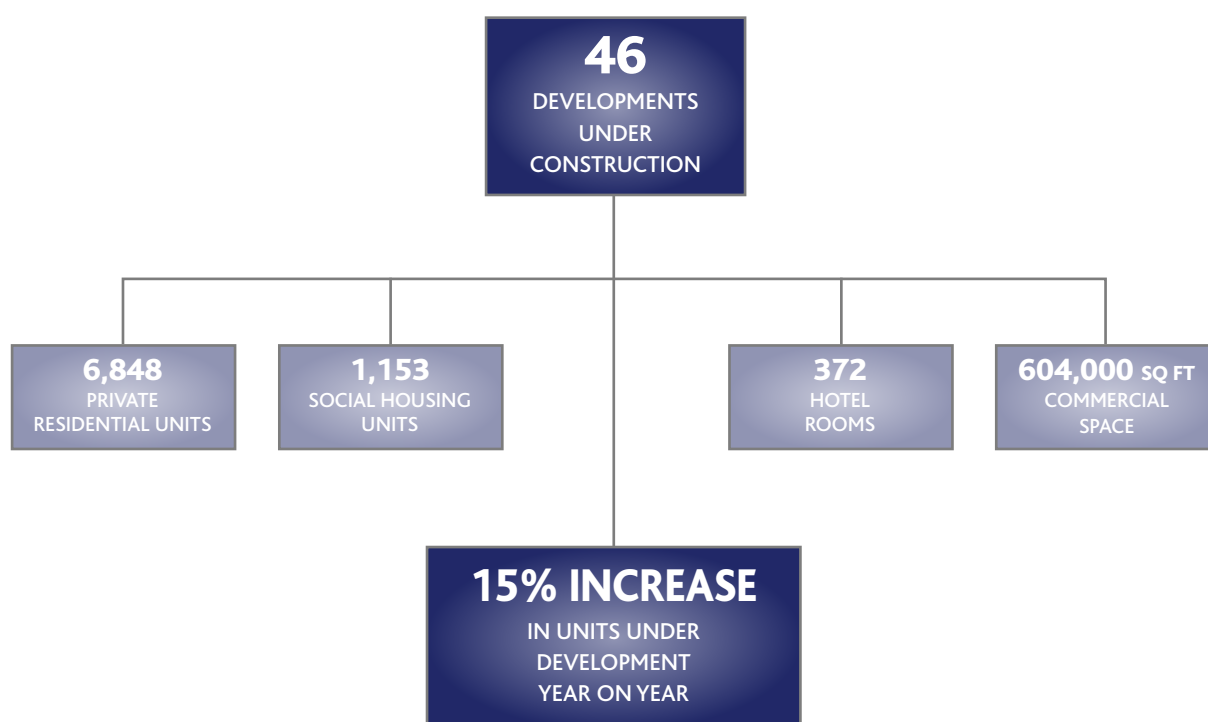 46
DEVELOPMENTS
UNDER
CONSTRUCTION
6,848
PRIVATE
RESIDENTIAL UNITS
1,153
SOCIAL HOUSING
UNITS
372
HOTEL
ROOMS
604,000 SQ FT
COMMERCIAL
SPACE
15% INCREASE
IN UNITS UNDER
DEVELOPMENT
YEAR ON YEAR